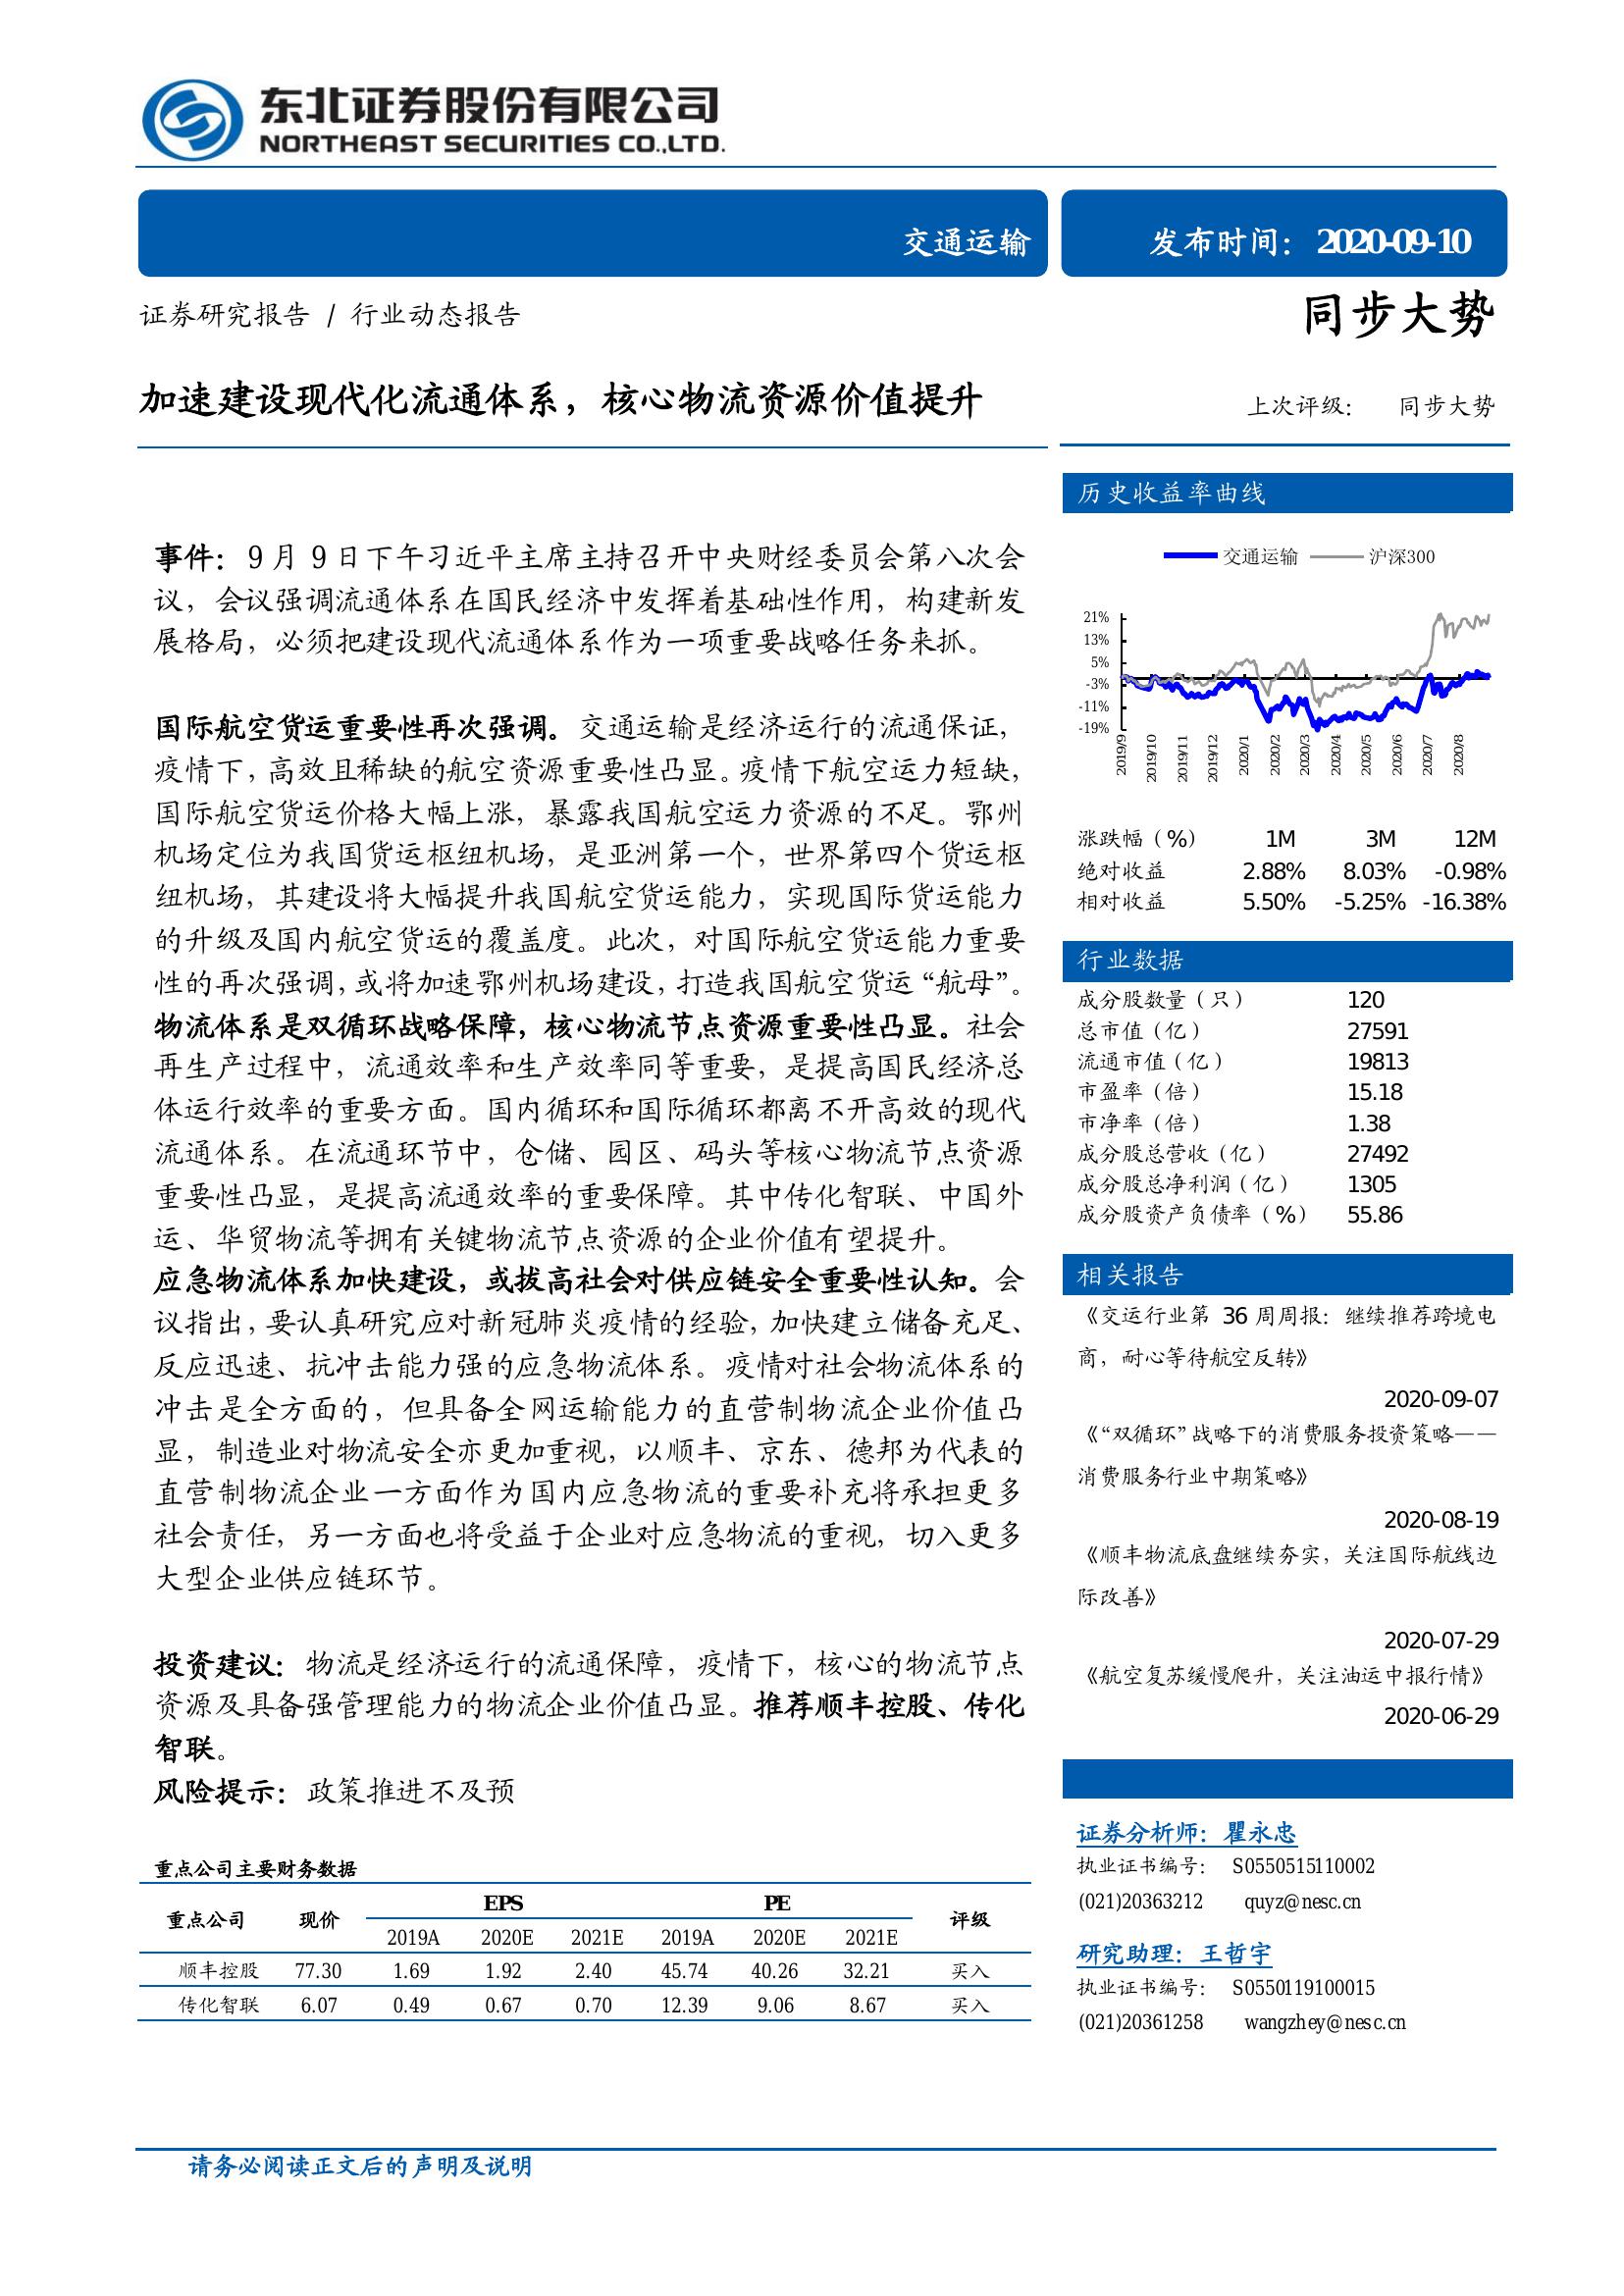 东北证券股份有限公司
NORTHEAST SECURITIES CO.,LTD.
交通运输
发布时间：2020-09-10
证券研究报告 / 行业动态报告
同步大势
加速建设现代化流通体系，核心物流资源价值提升
上次评级： 同步大势
事件：9 月 9 日下午习近平主席主持召开中央财经委员会第八次会
议，会议强调流通体系在国民经济中发挥着基础性作用，构建新发
展格局，必须把建设现代流通体系作为一项重要战略任务来抓。
国际航空货运重要性再次强调。交通运输是经济运行的流通保证，
疫情下，高效且稀缺的航空资源重要性凸显。疫情下航空运力短缺，
国际航空货运价格大幅上涨，暴露我国航空运力资源的不足。鄂州
机场定位为我国货运枢纽机场，是亚洲第一个，世界第四个货运枢
纽机场，其建设将大幅提升我国航空货运能力，实现国际货运能力
的升级及国内航空货运的覆盖度。此次，对国际航空货运能力重要
性的再次强调，或将加速鄂州机场建设，打造我国航空货运“航母”。
物流体系是双循环战略保障，核心物流节点资源重要性凸显。社会
再生产过程中，流通效率和生产效率同等重要，是提高国民经济总
体运行效率的重要方面。国内循环和国际循环都离不开高效的现代
流通体系。在流通环节中，仓储、园区、码头等核心物流节点资源
重要性凸显，是提高流通效率的重要保障。其中传化智联、中国外
运、华贸物流等拥有关键物流节点资源的企业价值有望提升。
应急物流体系加快建设，或拔高社会对供应链安全重要性认知。会
议指出，要认真研究应对新冠肺炎疫情的经验，加快建立储备充足、
反应迅速、抗冲击能力强的应急物流体系。疫情对社会物流体系的
冲击是全方面的，但具备全网运输能力的直营制物流企业价值凸
显，制造业对物流安全亦更加重视，以顺丰、京东、德邦为代表的
直营制物流企业一方面作为国内应急物流的重要补充将承担更多
社会责任，另一方面也将受益于企业对应急物流的重视，切入更多
大型企业供应链环节。
投资建议：物流是经济运行的流通保障，疫情下，核心的物流节点
资源及具备强管理能力的物流企业价值凸显。推荐顺丰控股、传化
智联。
风险提示：政策推进不及预
重点公司主要财务数据
重点公司 现价 EPS PE 评级
2019A 2020E 2021E 2019A 2020E 2021E
顺丰控股 77.30 1.69 1.92 2.40 45.74 40.26 32.21 买入
传化智联 6.07 0.49 0.67 0.70 12.39 9.06 8.67 买入
历史收益率曲线
交通运输 沪深300
21%
13%
5%
-3%
-11%
-19%
2019/9 2019/10 2019/11 2019/12 2020/1 2020/2 2020/3 2020/4 2020/5 2020/6 2020/7 2020/8
涨跌幅（%） 1M 3M 12M
绝对收益 2.88% 8.03% -0.98%
相对收益 5.50% -5.25% -16.38%
行业数据
成分股数量（只） 120
总市值（亿） 27591
流通市值（亿） 19813
市盈率（倍） 15.18
市净率（倍） 1.38
成分股总营收（亿） 27492
成分股总净利润（亿） 1305
成分股资产负债率（%） 55.86
相关报告
《交运行业第 36 周周报：继续推荐跨境电
商，耐心等待航空反转》
2020-09-07
《“双循环”战略下的消费服务投资策略——
消费服务行业中期策略》
2020-08-19
《顺丰物流底盘继续夯实，关注国际航线边
际改善》
2020-07-29
《航空复苏缓慢爬升，关注油运中报行情》
2020-06-29
证券分析师：瞿永忠
执业证书编号： S0550515110002
(021)20363212 quyz@nesc.cn
研究助理：王哲宇
执业证书编号： S0550119100015
(021)20361258 wangzhey@nesc.cn
请务必阅读正文后的声明及说明